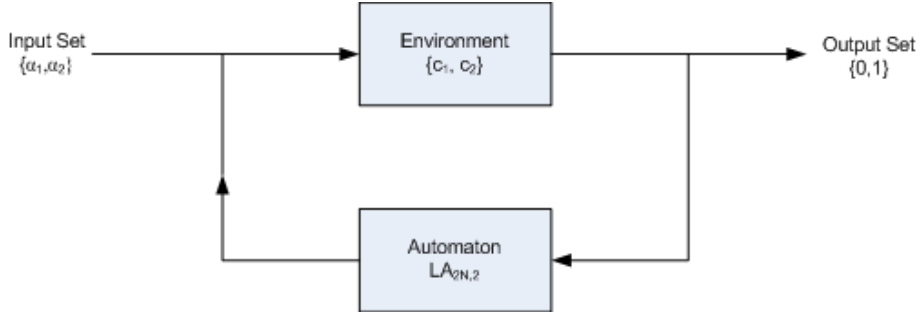 Input Set
{α₁,α₂}
Environment
{c₁, c₂}
Output Set
{0,1}
Automaton
LA₂N,₂